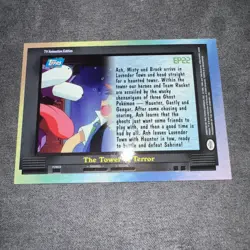 TV Animation Edition
Topps
EP22
Ash, Misty and Brock arrive in
Lavender Town and head straight
for a haunted tower. Within the
tower our heroes and Team Rocket
are assailed by the wacky
shenanigans of three Ghost
Pokémon — Haunter, Gastly and
Gengar. After some chasing and
scaring, Ash learns that the
ghosts just want some friends to
play with, and then a good time is
had by all. Ash leaves Lavender
Town with Haunter in tow, ready
to battle and defeat Sabrina!
The Tower of Terror